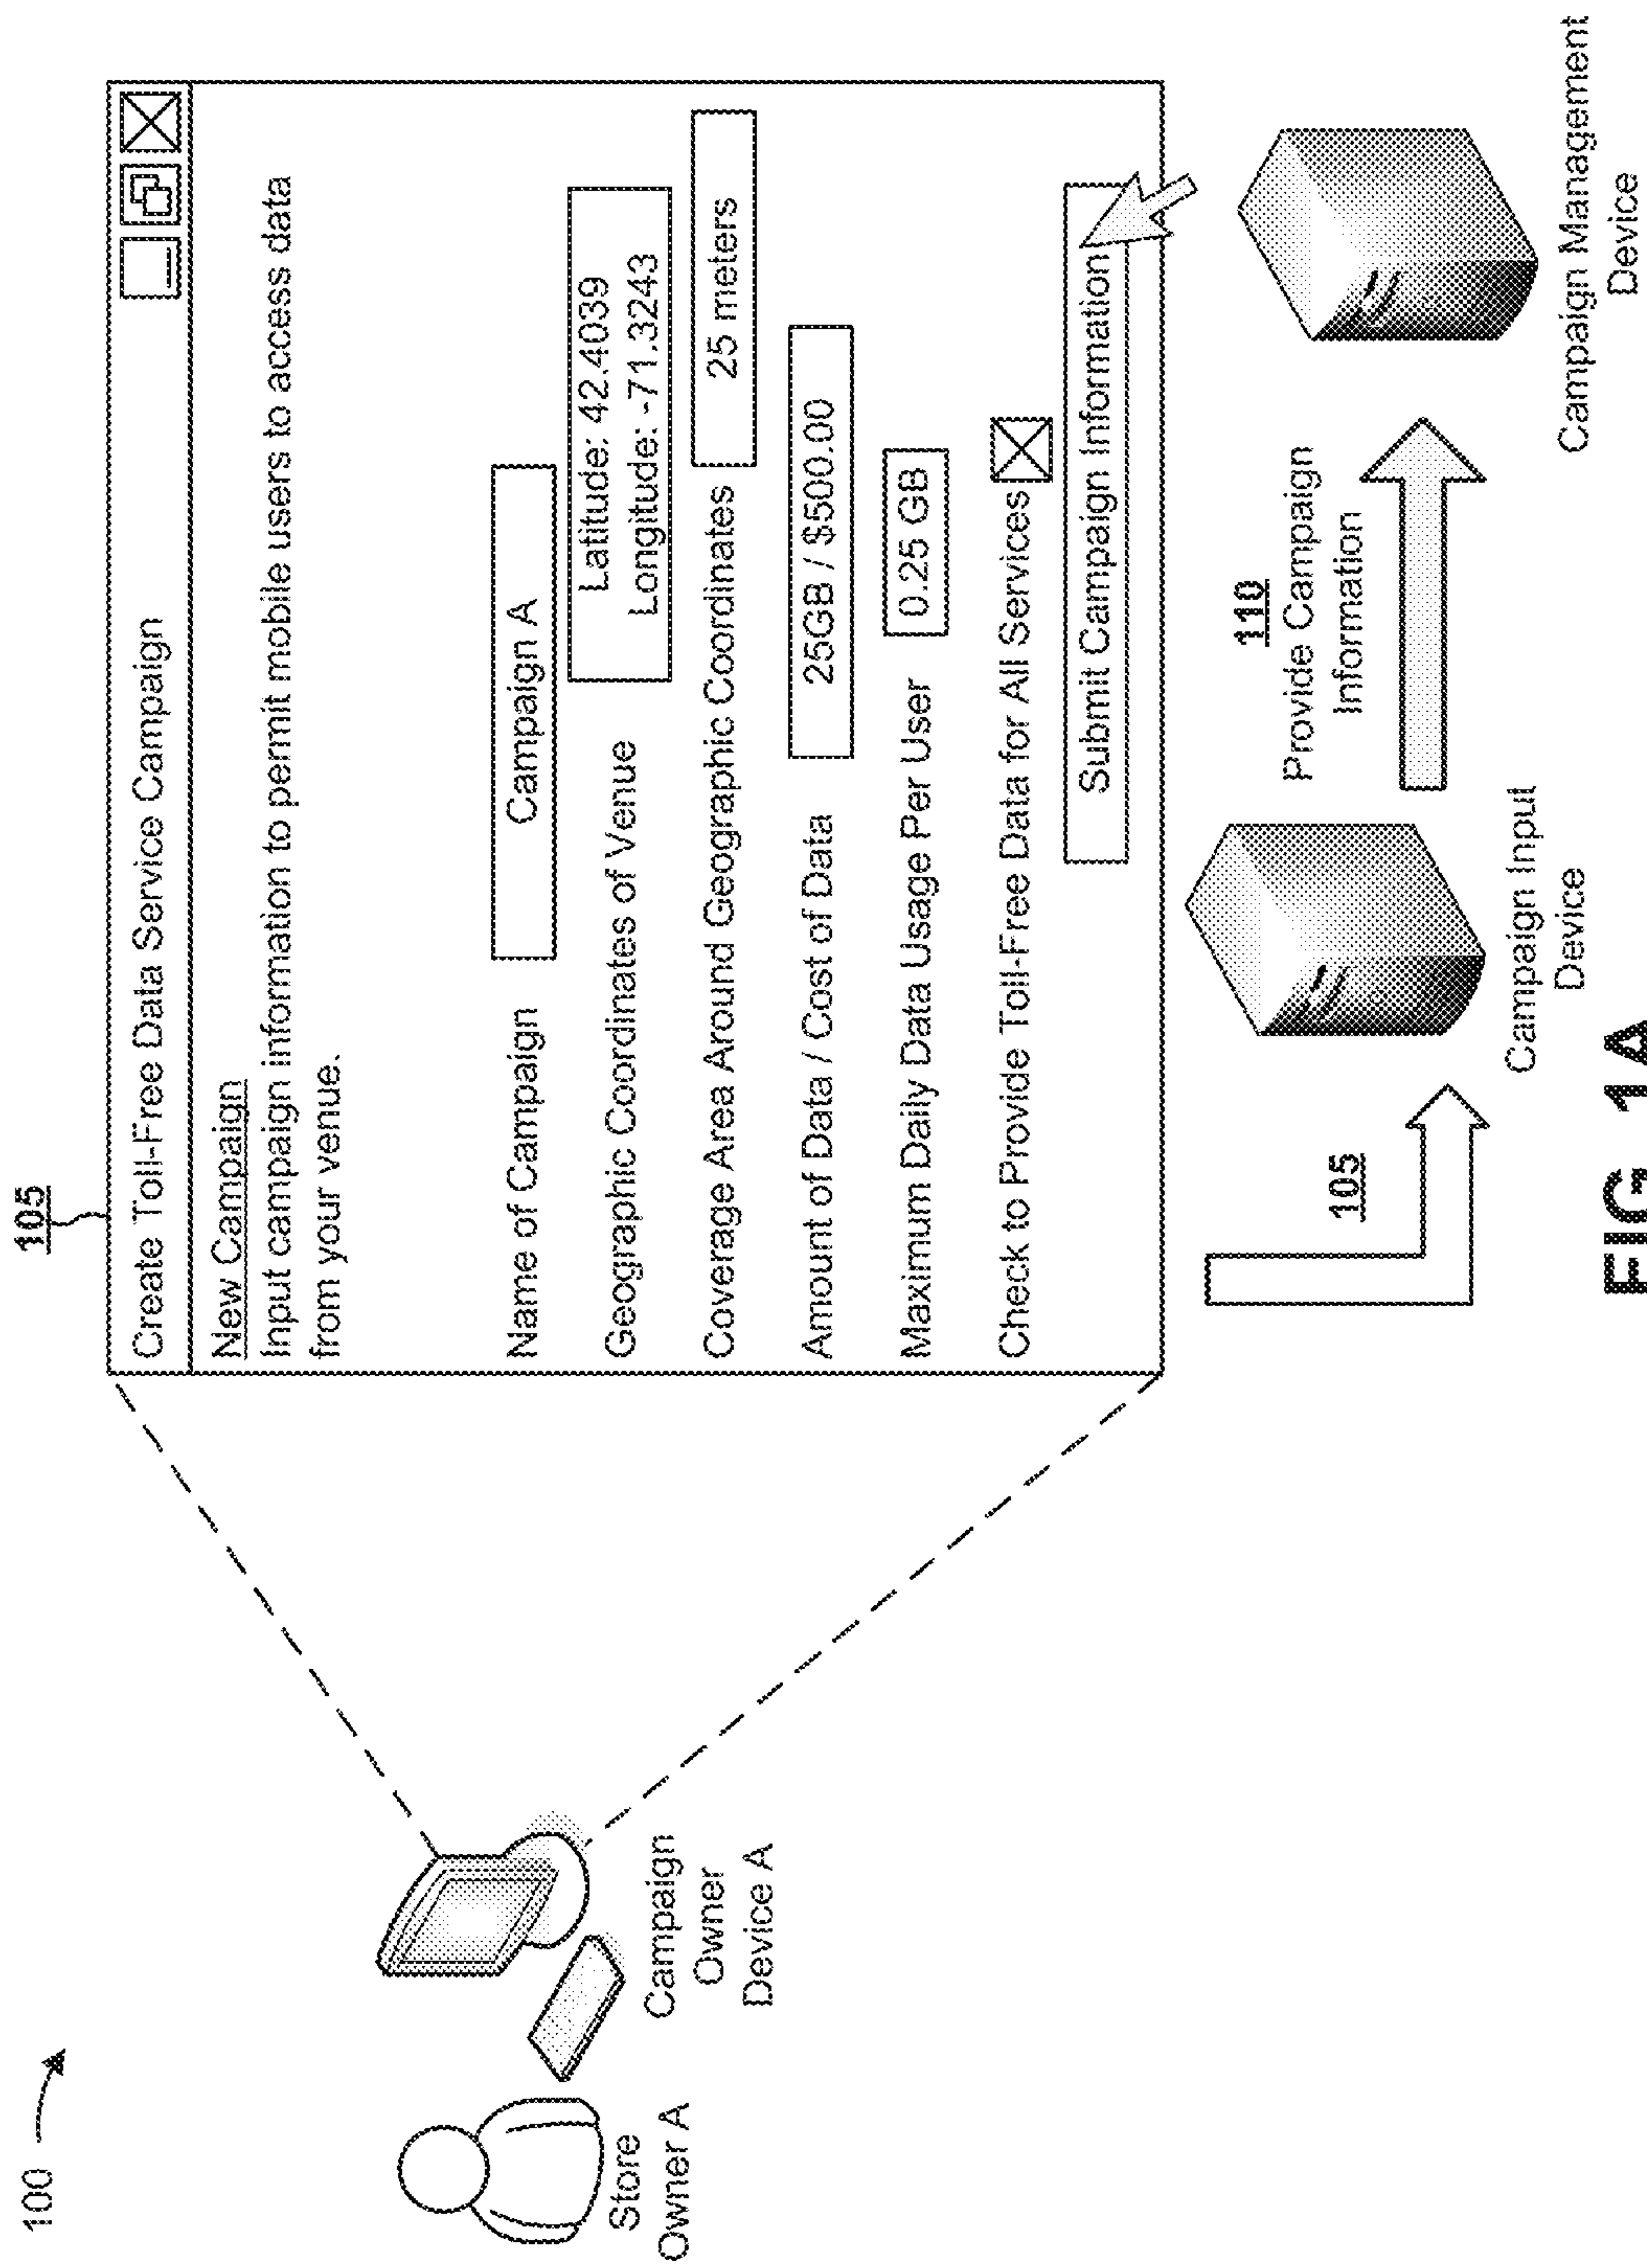 100
105
Create Toll-Free Data Service Campaign
New Campaign
Input campaign information to permit mobile users to access data
from your venue.
Name of Campaign
Campaign A
Geographic Coordinates of Venue
Latitude: 42.4039
Longitude: -71.3243
Coverage Area Around Geographic Coordinates
25 meters
Amount of Data / Cost of Data
25GB / $500.00
Maximum Daily Data Usage Per User
0.25 GB
Check to Provide Toll-Free Data for All Services
Submit Campaign Information
Store
Owner A
Campaign
Owner
Device A
105
Campaign Input
Device
110
Provide Campaign
Information
Campaign Management
Device
FIG. 1A